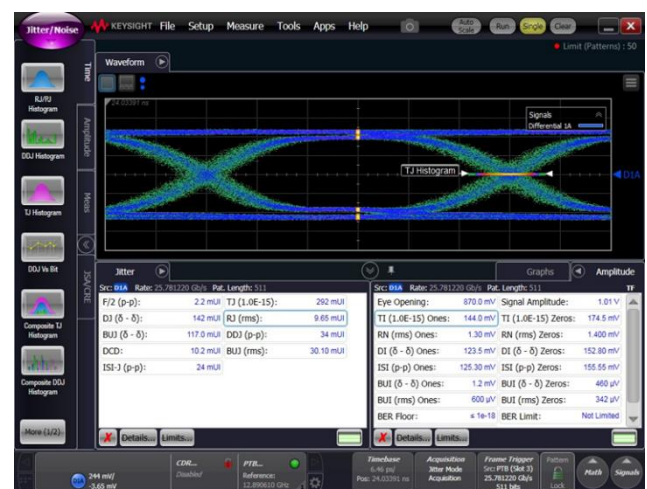 Jitter/Noise
KEYSIGHT File Setup Measure Tools Apps Help
Auto Scale
Run
Single
Clear
Limit (Patterns) : 50
Waveform
Time
Amplitude
Meas
JSA/CRE
RJ/PJ Histogram
DDJ Histogram
TJ Histogram
DDJ Vs Bit
Composite TJ Histogram
Composite DDJ Histogram
More (1/2)
24.03391 ns
Signals
Differential 1A
TJ Histogram
D1A
Jitter
Src: D1A Rate: 25.781220 Gb/s Pat. Length: 511
F/2 (p-p): 2.2 mUI TJ (1.0E-15): 292 mUI
DJ (δ - δ): 142 mUI RJ (rms): 9.65 mUI
BUJ (δ - δ): 117.0 mUI DDJ (p-p): 34 mUI
DCD: 10.2 mUI BUJ (rms): 30.10 mUI
ISI-J (p-p): 24 mUI
Details... Limits...
Graphs
Amplitude
Src: D1A Rate: 25.781220 Gb/s Pat. Length: 511 TF
Eye Opening: 870.0 mV Signal Amplitude: 1.01 V
TI (1.0E-15) Ones: 144.0 mV TI (1.0E-15) Zeros: 174.5 mV
RN (rms) Ones: 1.30 mV RN (rms) Zeros: 1.400 mV
DI (δ - δ) Ones: 123.5 mV DI (δ - δ) Zeros: 152.80 mV
ISI (p-p) Ones: 125.30 mV ISI (p-p) Zeros: 155.55 mV
BUI (δ - δ) Ones: 1.2 mV BUI (δ - δ) Zeros: 460 µV
BUI (rms) Ones: 600 µV BUI (rms) Zeros: 342 µV
BER Floor: ≤ 1e-18 BER Limit: Not Limited
Details... Limits...
D1A
244 mV/
-3.65 mV
CDR...
Disabled
PTB...
Reference:
12.890610 GHz
Timebase
6.46 ps/
Pos: 24.03391 ns
Acquisition
Jitter Mode
Acquisition
Frame Trigger
Src: PTB (Slot 3)
25.781220 Gb/s
511 bits
Pattern
Lock
Math
Signals